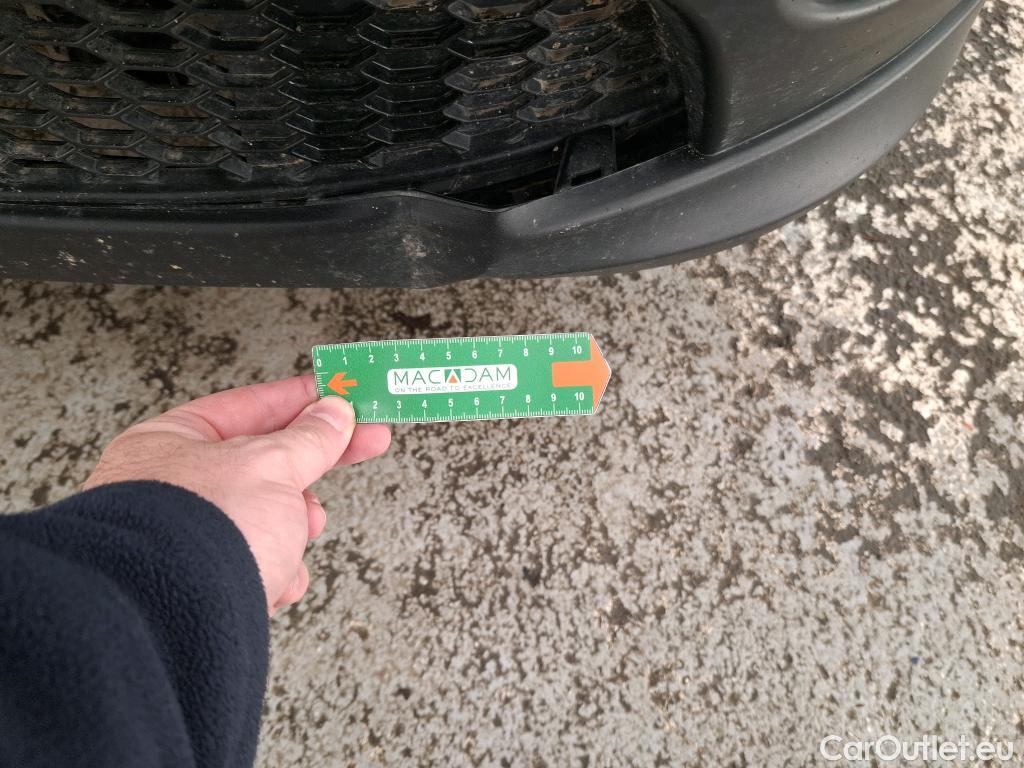 0 1 2 3 4 5 6 7 8 9 10
MACADAM
ON THE ROAD TO EXCELLENCE
2 3 4 5 6 7 8 9 10
CarOutlet.eu